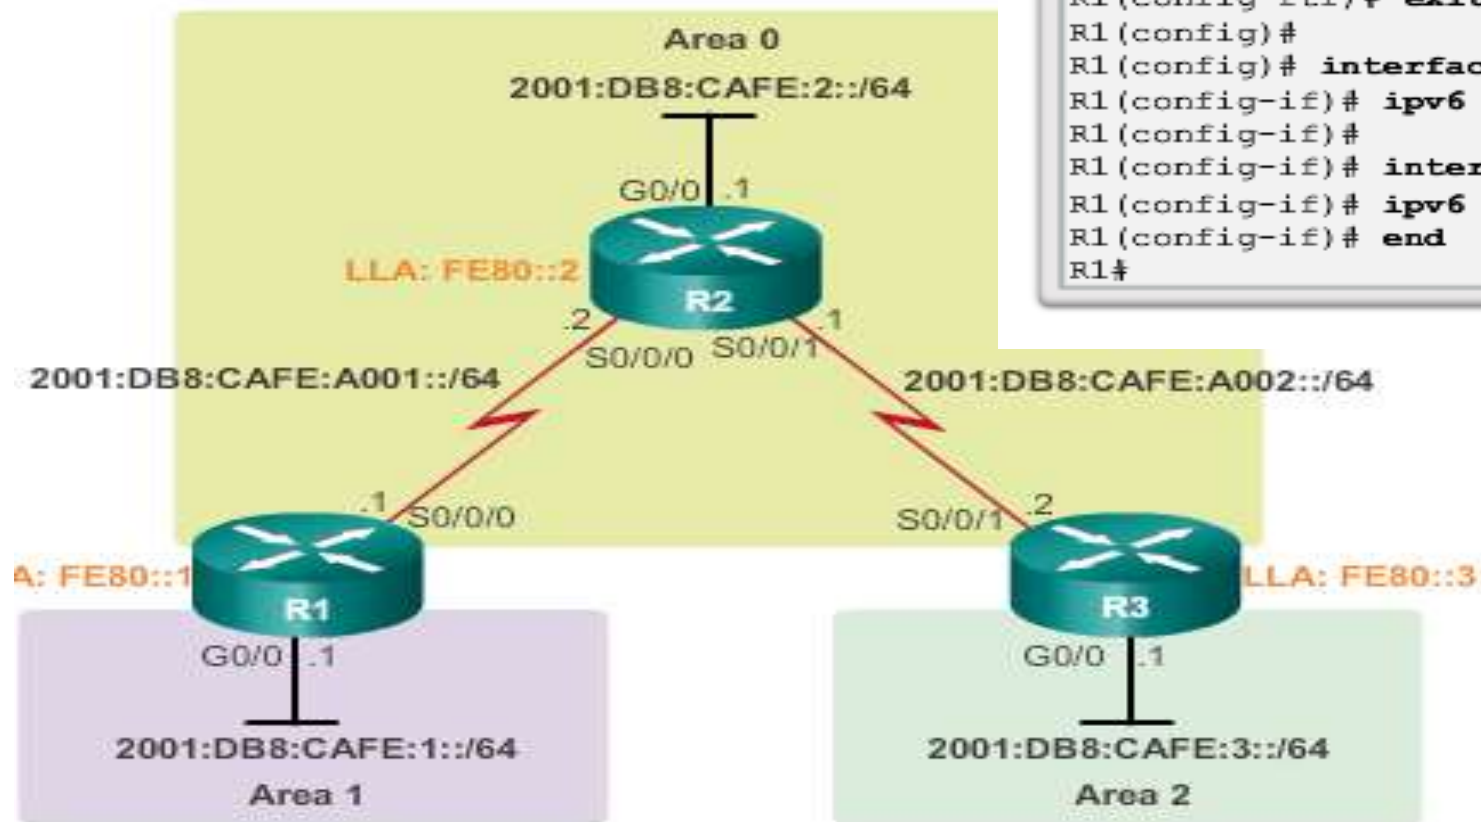 R1(config)#
R1(config)# interfac
R1(config-if)# ipv6
R1(config-if)#
R1(config-if)# inter
R1(config-if)# ipv6
R1(config-if)# end
R1#
Area 0
2001:DB8:CAFE:2::/64
G0/0 .1
LLA: FE80::2
R2
.2 .1
S0/0/0 S0/0/1
2001:DB8:CAFE:A001::/64 2001:DB8:CAFE:A002::/64
.1 S0/0/0
S0/0/1 .2
A: FE80::1 LLA: FE80::3
R1 R3
G0/0 .1 G0/0 .1
2001:DB8:CAFE:1::/64 2001:DB8:CAFE:3::/64
Area 1 Area 2